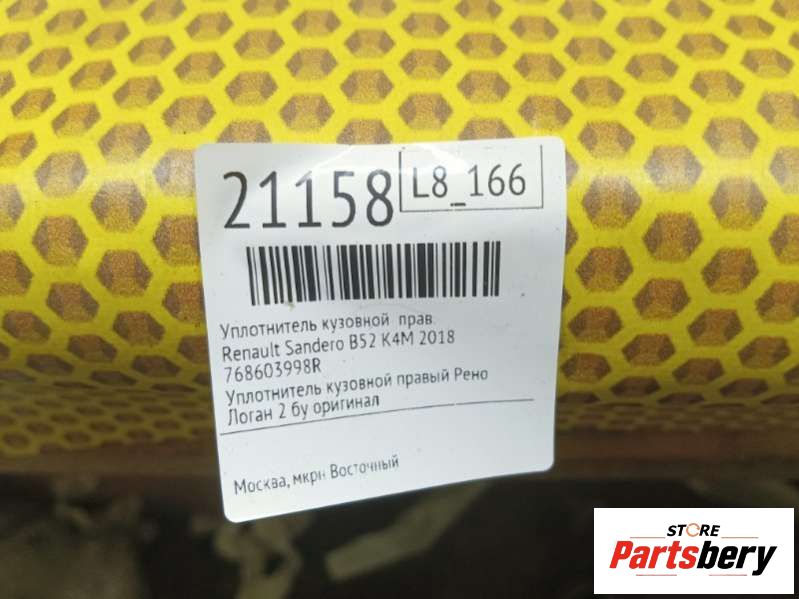 21158
L8_166
Уплотнитель кузовной прав.
Renault Sandero B52 K4M 2018
768603998R
Уплотнитель кузовной правый Рено
Логан 2 бу оригинал
Москва, мкрн Восточный
STORE
Partsbery